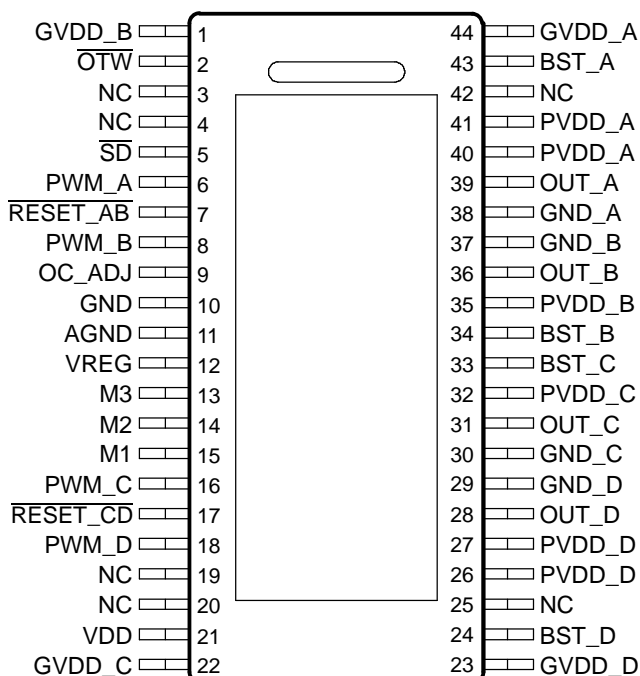 GVDD_B 1 44 GVDD_A
OTW 2 43 BST_A
NC 3 42 NC
NC 4 41 PVDD_A
SD 5 40 PVDD_A
PWM_A 6 39 OUT_A
RESET_AB 7 38 GND_A
PWM_B 8 37 GND_B
OC_ADJ 9 36 OUT_B
GND 10 35 PVDD_B
AGND 11 34 BST_B
VREG 12 33 BST_C
M3 13 32 PVDD_C
M2 14 31 OUT_C
M1 15 30 GND_C
PWM_C 16 29 GND_D
RESET_CD 17 28 OUT_D
PWM_D 18 27 PVDD_D
NC 19 26 PVDD_D
NC 20 25 NC
VDD 21 24 BST_D
GVDD_C 22 23 GVDD_D